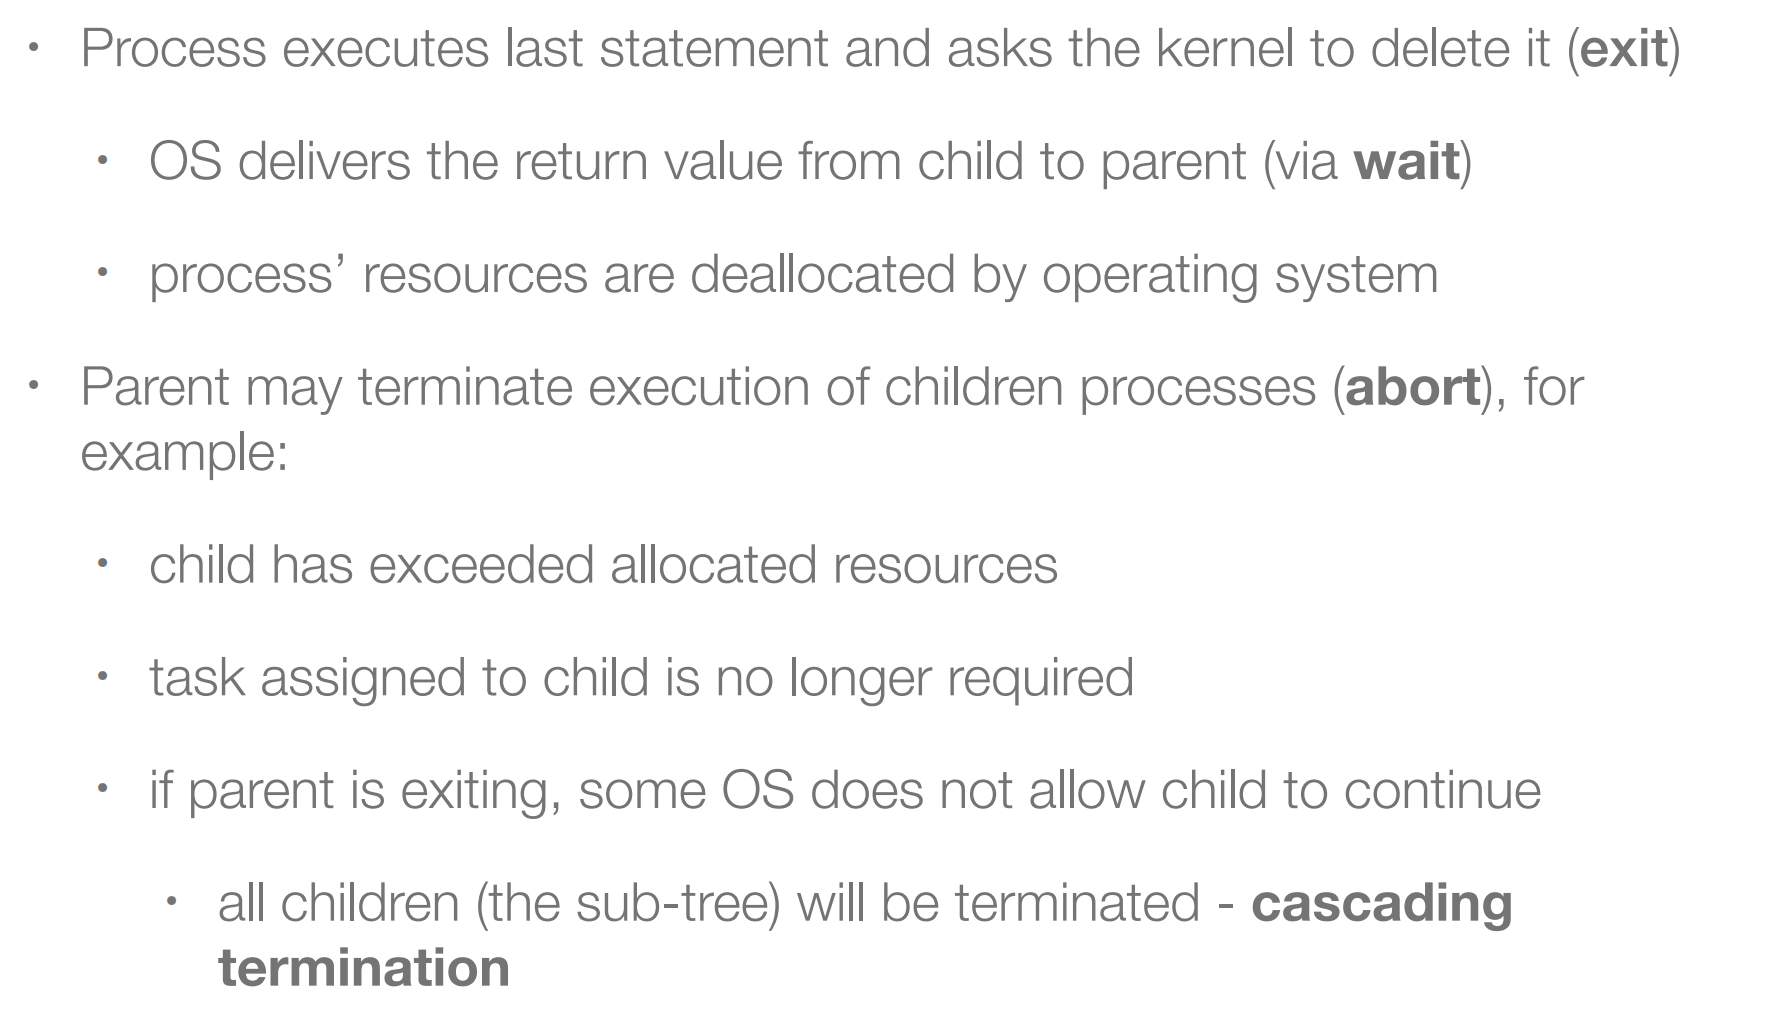 • Process executes last statement and asks the kernel to delete it (exit)
• OS delivers the return value from child to parent (via wait)
• process’ resources are deallocated by operating system
• Parent may terminate execution of children processes (abort), for
example:
• child has exceeded allocated resources
• task assigned to child is no longer required
• if parent is exiting, some OS does not allow child to continue
• all children (the sub-tree) will be terminated - cascading
termination